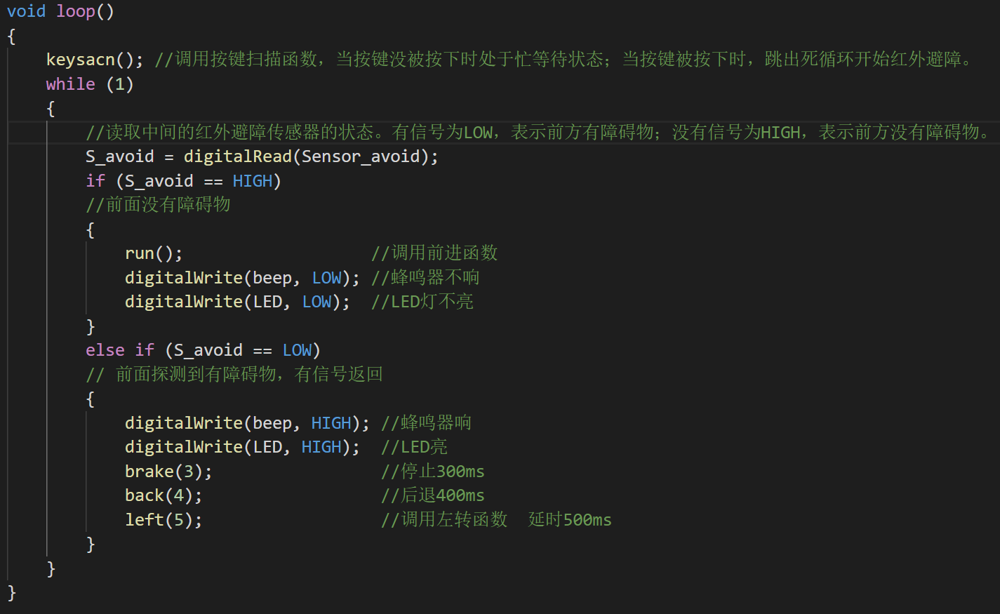 void loop()
{
    keysacn(); //调用按键扫描函数，当按键没被按下时处于忙等待状态；当按键被按下时，跳出死循环开始红外避障。
    while (1)
    {
        //读取中间的红外避障传感器的状态。有信号为LOW，表示前方有障碍物；没有信号为HIGH，表示前方没有障碍物。
        S_avoid = digitalRead(Sensor_avoid);
        if (S_avoid == HIGH)
        //前面没有障碍物
        {
            run();                   //调用前进函数
            digitalWrite(beep, LOW); //蜂鸣器不响
            digitalWrite(LED, LOW);  //LED灯不亮
        }
        else if (S_avoid == LOW)
        // 前面探测到有障碍物，有信号返回
        {
            digitalWrite(beep, HIGH); //蜂鸣器响
            digitalWrite(LED, HIGH);  //LED亮
            brake(3);                 //停止300ms
            back(4);                  //后退400ms
            left(5);                  //调用左转函数  延时500ms
        }
    }
}